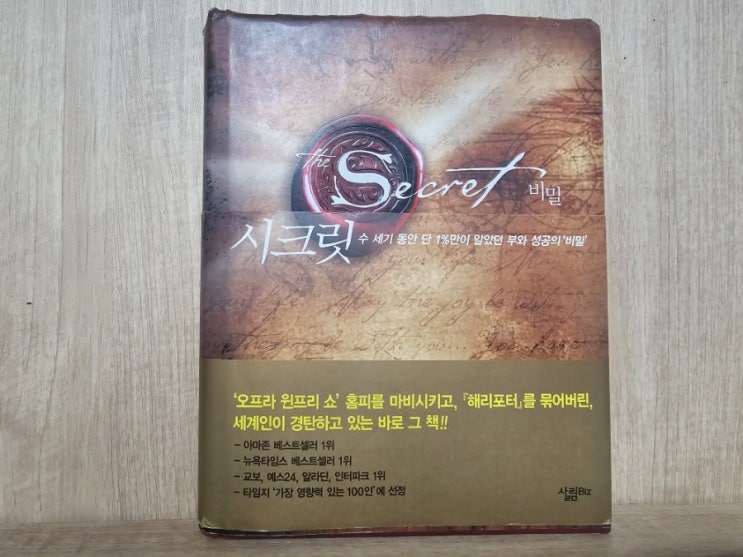 The Secret 비밀
시크릿 수 세기 동안 단 1%만이 알았던 부와 성공의 '비밀'
'오프라 윈프리 쇼' 홈피를 마비시키고, 『해리포터』를 묶어버린,
세계인이 경탄하고 있는 바로 그 책!!
- 아마존 베스트셀러 1위
- 뉴욕타임스 베스트셀러 1위
- 교보, 예스24, 알라딘, 인터파크 1위
- 타임지 '가장 영향력 있는 100인'에 선정
살림Biz